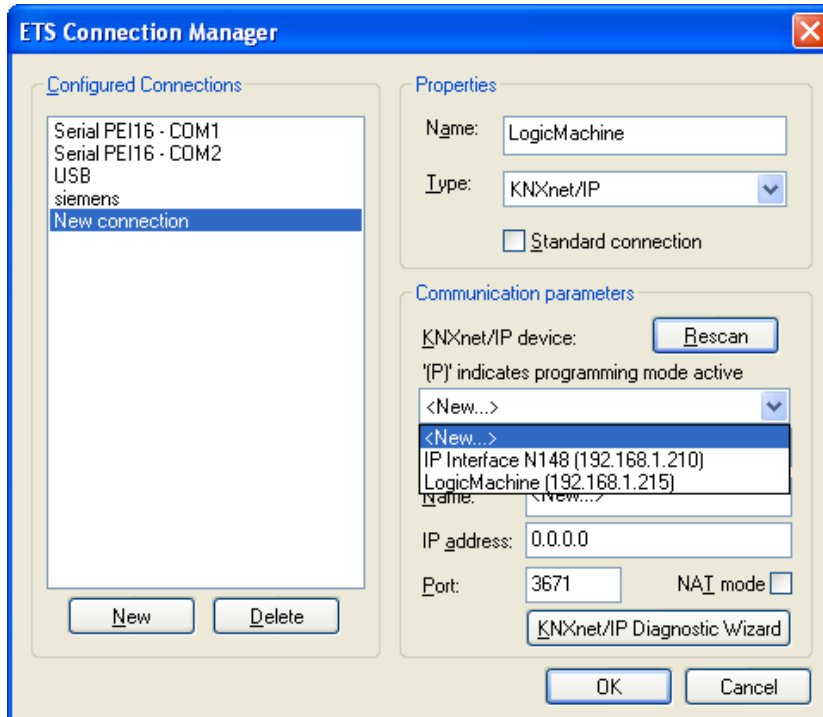 ETS Connection Manager
Configured Connections
Serial PEI16 - COM1
Serial PEI16 - COM2
USB
siemens
New connection
New
Delete
Properties
Name:
LogicMachine
Type:
KNXnet/IP
Standard connection
Communication parameters
KNXnet/IP device:
Rescan
'(P)' indicates programming mode active
<New...>
<New...>
IP Interface N148 (192.168.1.210)
LogicMachine (192.168.1.215)
Name:
<New...>
IP address:
0.0.0.0
Port:
3671
NAT mode
KNXnet/IP Diagnostic Wizard
OK
Cancel